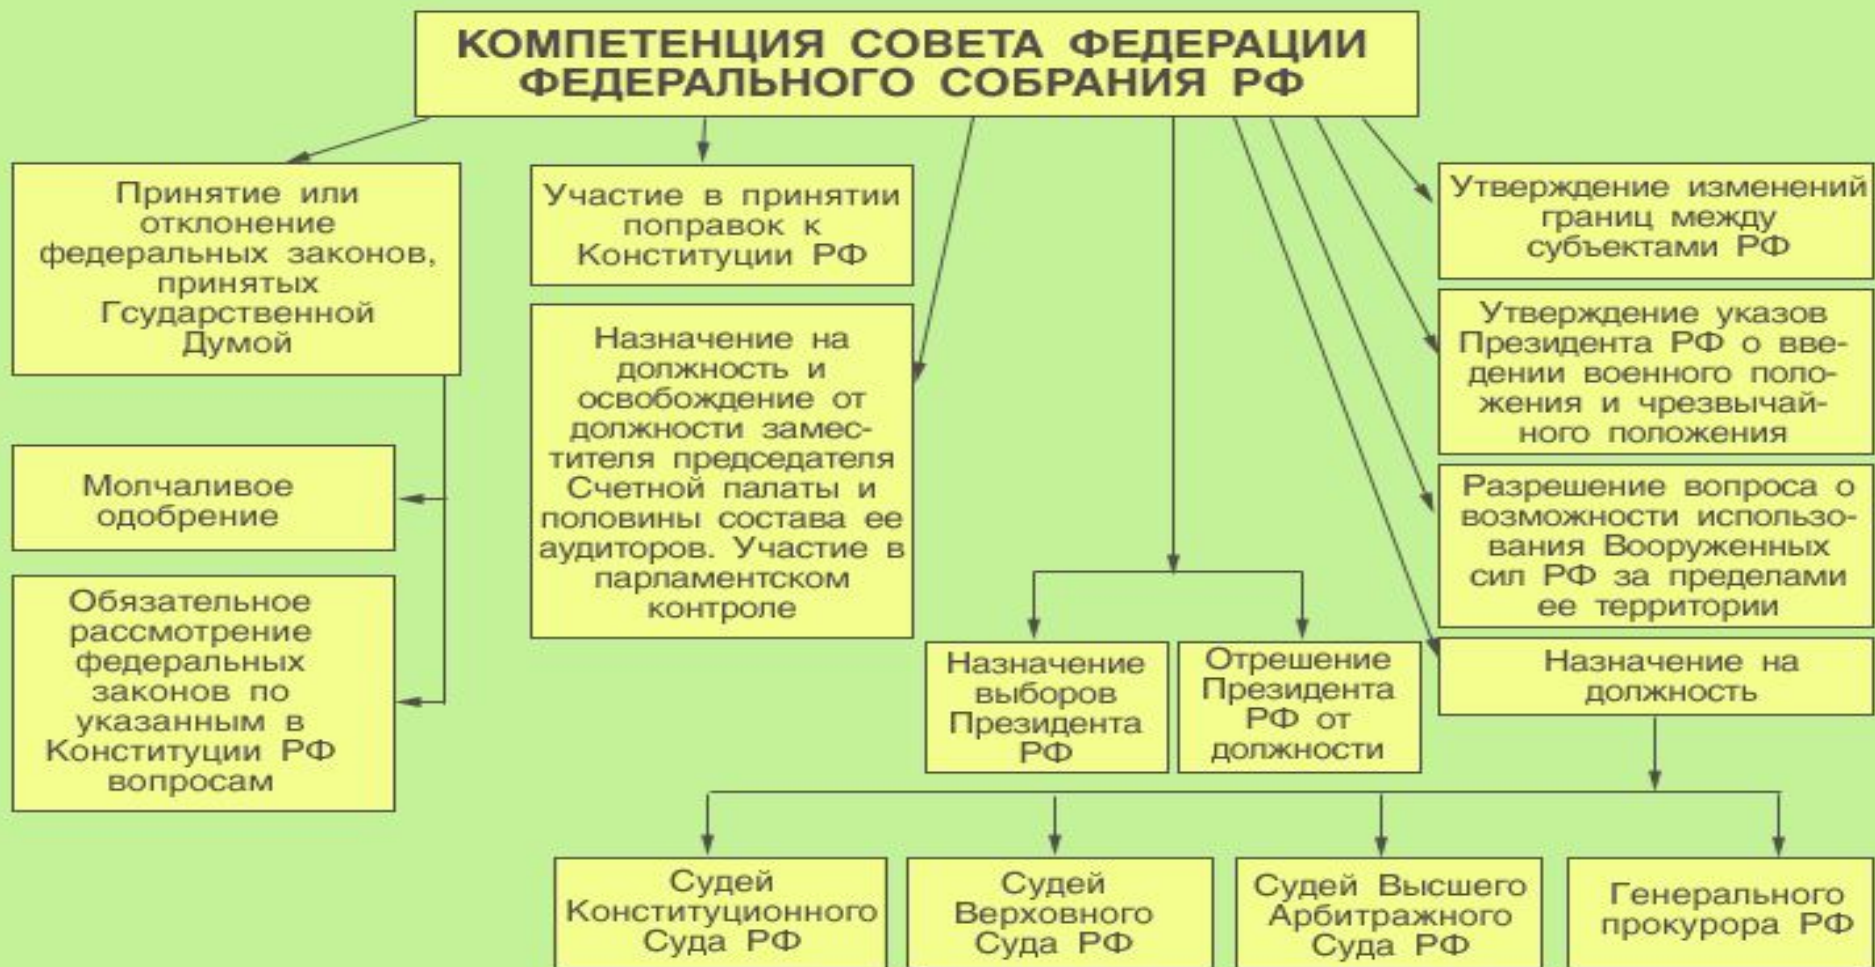 КОМПЕТЕНЦИЯ СОВЕТА ФЕДЕРАЦИИ
ФЕДЕРАЛЬНОГО СОБРАНИЯ РФ
Принятие или
отклонение
федеральных законов,
принятых
Гсударственной
Думой
Молчаливое
одобрение
Обязательное
рассмотрение
федеральных
законов по
указанным в
Конституции РФ
вопросам
Участие в принятии
поправок к
Конституции РФ
Назначение на
должность и
освобождение от
должности замес-
тителя председателя
Счетной палаты и
половины состава ее
аудиторов. Участие в
парламентском
контроле
Назначение
выборов
Президента
РФ
Отрешение
Президента
РФ от
должности
Утверждение изменений
границ между
субъектами РФ
Утверждение указов
Президента РФ о вве-
дении военного поло-
жения и чрезвычай-
ного положения
Разрешение вопроса о
возможности использо-
вания Вооруженных
сил РФ за пределами
ее территории
Назначение на
должность
Судей
Конституционного
Суда РФ
Судей
Верховного
Суда РФ
Судей Высшего
Арбитражного
Суда РФ
Генерального
прокурора РФ